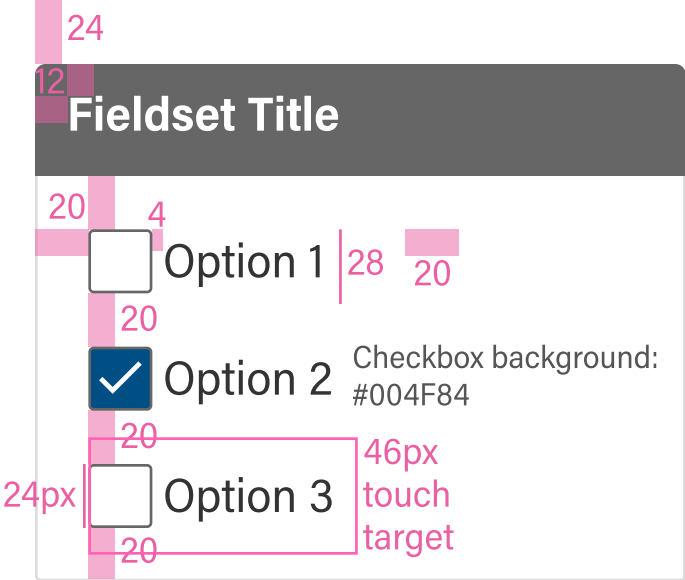 24
12
Fieldset Title
20
4
Option 1
28
20
20
Option 2
Checkbox background:
#004F84
20
24px
Option 3
46px
touch
target
20